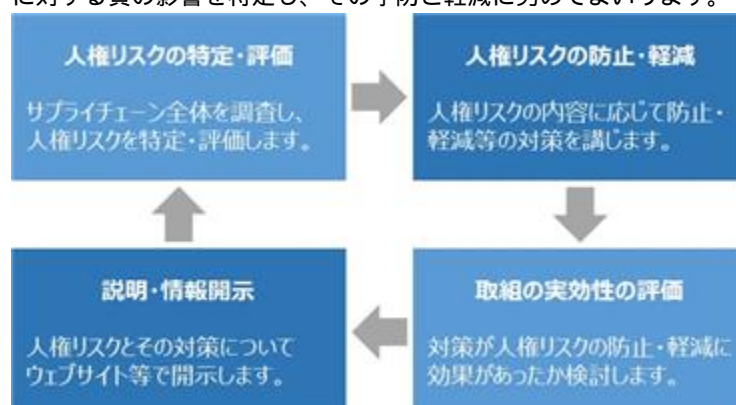 に対する負の影響を特定し、その予防と軽減に努めてまいります。
人権リスクの特定・評価
サプライチェーン全体を調査し、
人権リスクを特定・評価します。
人権リスクの防止・軽減
人権リスクの内容に応じて防止・
軽減等の対策を講じます。
取組の実効性の評価
対策が人権リスクの防止・軽減に
効果があったか検討します。
説明・情報開示
人権リスクとその対策について
ウェブサイト等で開示します。